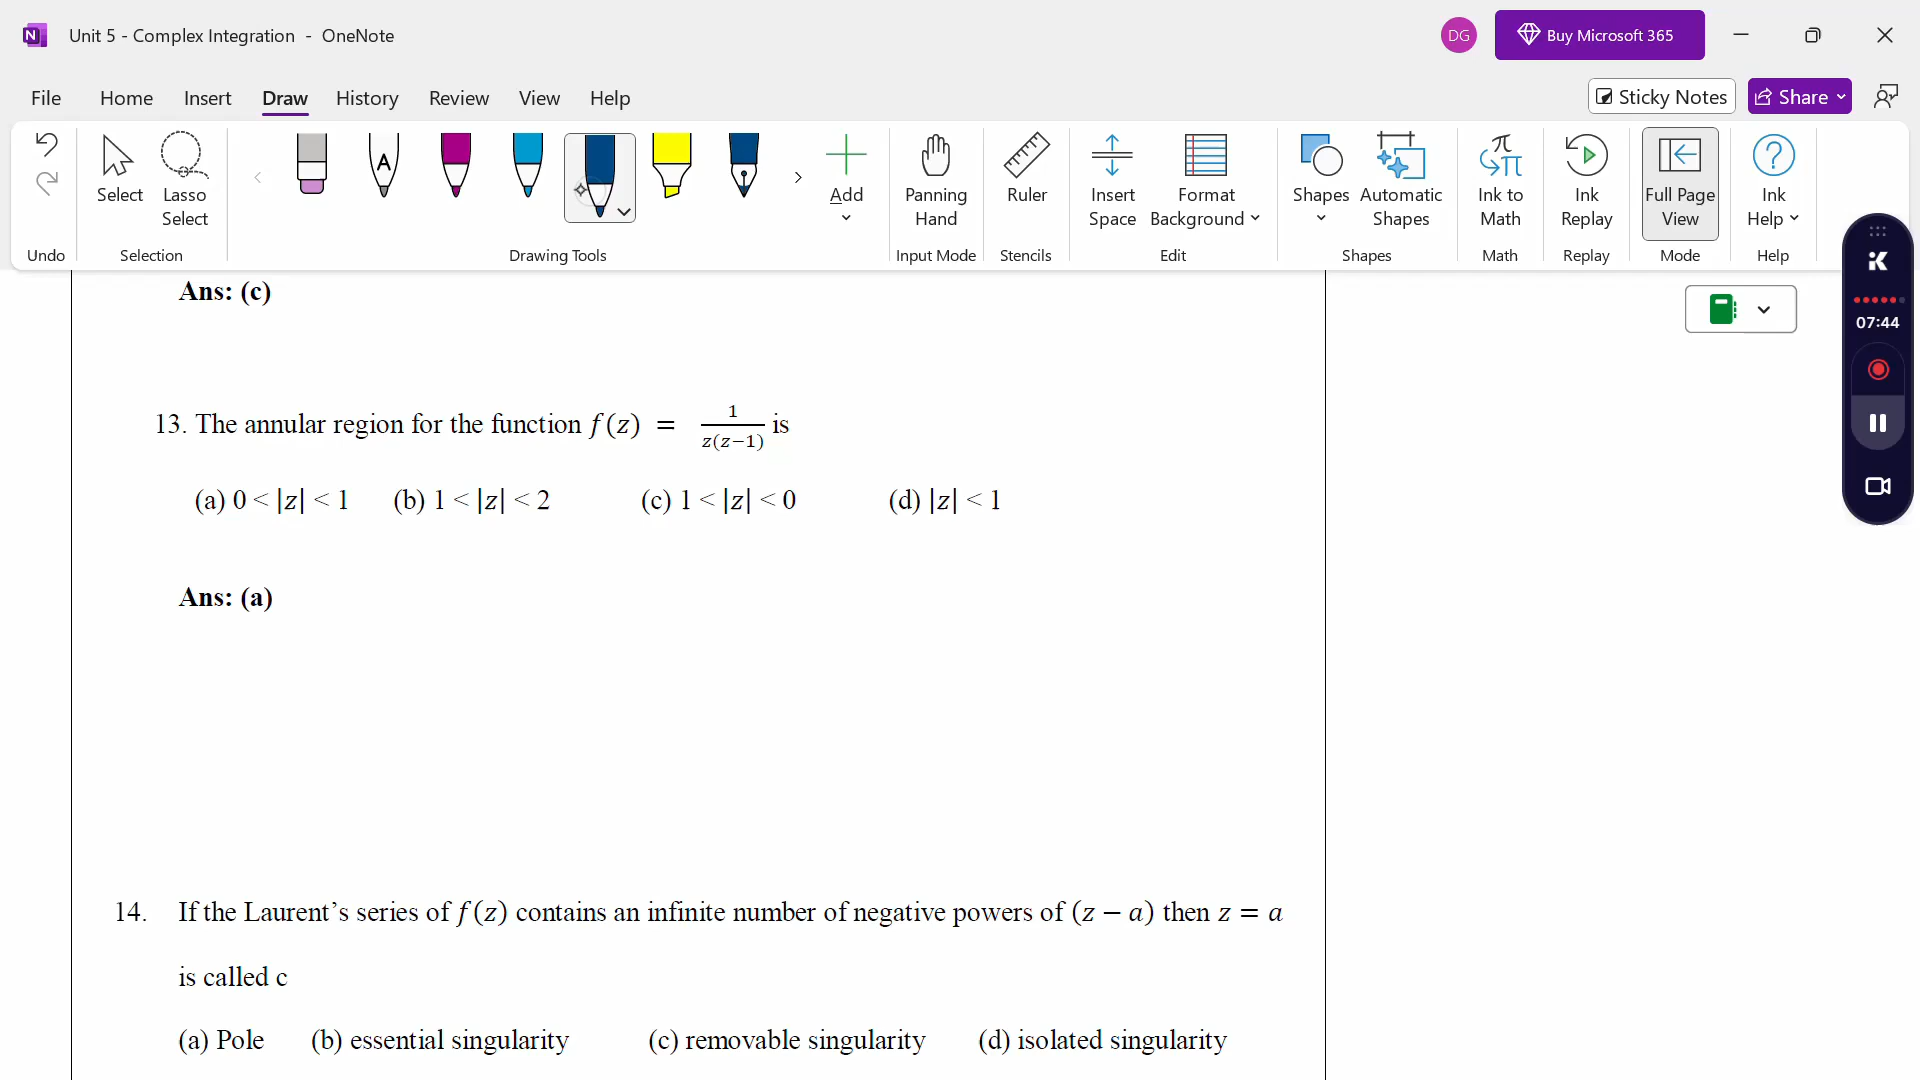 Unit 5 - Complex Integration - OneNote
DG
Buy Microsoft 365
File Home Insert Draw History Review View Help
Sticky Notes
Share
Select
Lasso Select
A
Add
Panning Hand
Ruler
Insert Space
Format Background
Shapes
Automatic Shapes
Ink to Math
Ink Replay
Full Page View
Ink Help
Undo Selection Drawing Tools Input Mode Stencils Edit Shapes Math Replay Mode Help
07:44
Ans: (c)
13. The annular region for the function f(z) = 1/z(z−1) is
(a) 0 < |z| < 1 (b) 1 < |z| < 2 (c) 1 < |z| < 0 (d) |z| < 1
Ans: (a)
14. If the Laurent’s series of f(z) contains an infinite number of negative powers of (z − a) then z = a
is called c
(a) Pole (b) essential singularity (c) removable singularity (d) isolated singularity